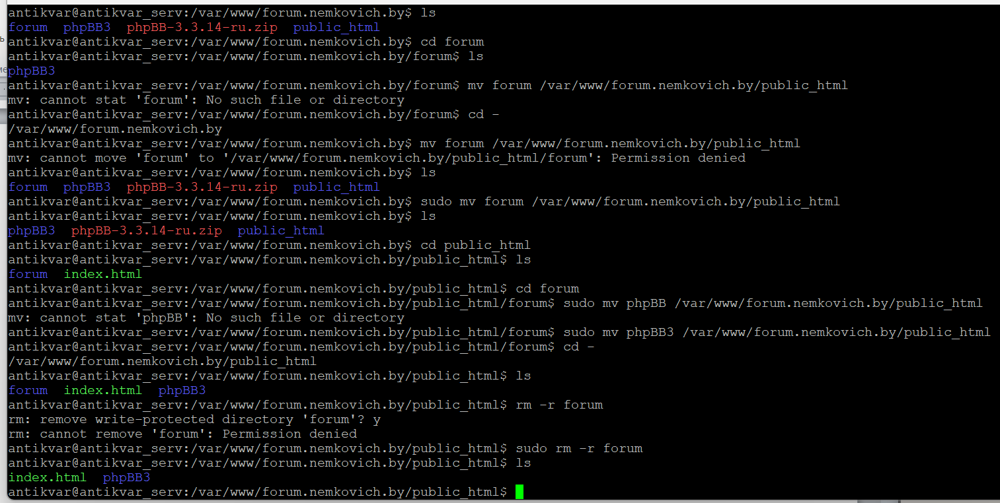 antikvar@antikvar_serv:/var/www/forum.nemkovich.by$ ls
forum  phpBB3  phpBB-3.3.14-ru.zip  public_html
antikvar@antikvar_serv:/var/www/forum.nemkovich.by$ cd forum
antikvar@antikvar_serv:/var/www/forum.nemkovich.by/forum$ ls
phpBB3
antikvar@antikvar_serv:/var/www/forum.nemkovich.by/forum$ mv forum /var/www/forum.nemkovich.by/public_html
mv: cannot stat 'forum': No such file or directory
antikvar@antikvar_serv:/var/www/forum.nemkovich.by/forum$ cd -
/var/www/forum.nemkovich.by
antikvar@antikvar_serv:/var/www/forum.nemkovich.by$ mv forum /var/www/forum.nemkovich.by/public_html
mv: cannot move 'forum' to '/var/www/forum.nemkovich.by/public_html/forum': Permission denied
antikvar@antikvar_serv:/var/www/forum.nemkovich.by$ ls
forum  phpBB3  phpBB-3.3.14-ru.zip  public_html
antikvar@antikvar_serv:/var/www/forum.nemkovich.by$ sudo mv forum /var/www/forum.nemkovich.by/public_html
antikvar@antikvar_serv:/var/www/forum.nemkovich.by$ ls
phpBB3  phpBB-3.3.14-ru.zip  public_html
antikvar@antikvar_serv:/var/www/forum.nemkovich.by$ cd public_html
antikvar@antikvar_serv:/var/www/forum.nemkovich.by/public_html$ ls
forum  index.html
antikvar@antikvar_serv:/var/www/forum.nemkovich.by/public_html$ cd forum
antikvar@antikvar_serv:/var/www/forum.nemkovich.by/public_html/forum$ sudo mv phpBB /var/www/forum.nemkovich.by/public_html
mv: cannot stat 'phpBB': No such file or directory
antikvar@antikvar_serv:/var/www/forum.nemkovich.by/public_html/forum$ sudo mv phpBB3 /var/www/forum.nemkovich.by/public_html
antikvar@antikvar_serv:/var/www/forum.nemkovich.by/public_html/forum$ cd -
/var/www/forum.nemkovich.by/public_html
antikvar@antikvar_serv:/var/www/forum.nemkovich.by/public_html$ ls
forum  index.html  phpBB3
antikvar@antikvar_serv:/var/www/forum.nemkovich.by/public_html$ rm -r forum
rm: remove write-protected directory 'forum'? y
rm: cannot remove 'forum': Permission denied
antikvar@antikvar_serv:/var/www/forum.nemkovich.by/public_html$ sudo rm -r forum
antikvar@antikvar_serv:/var/www/forum.nemkovich.by/public_html$ ls
index.html  phpBB3
antikvar@antikvar_serv:/var/www/forum.nemkovich.by/public_html$